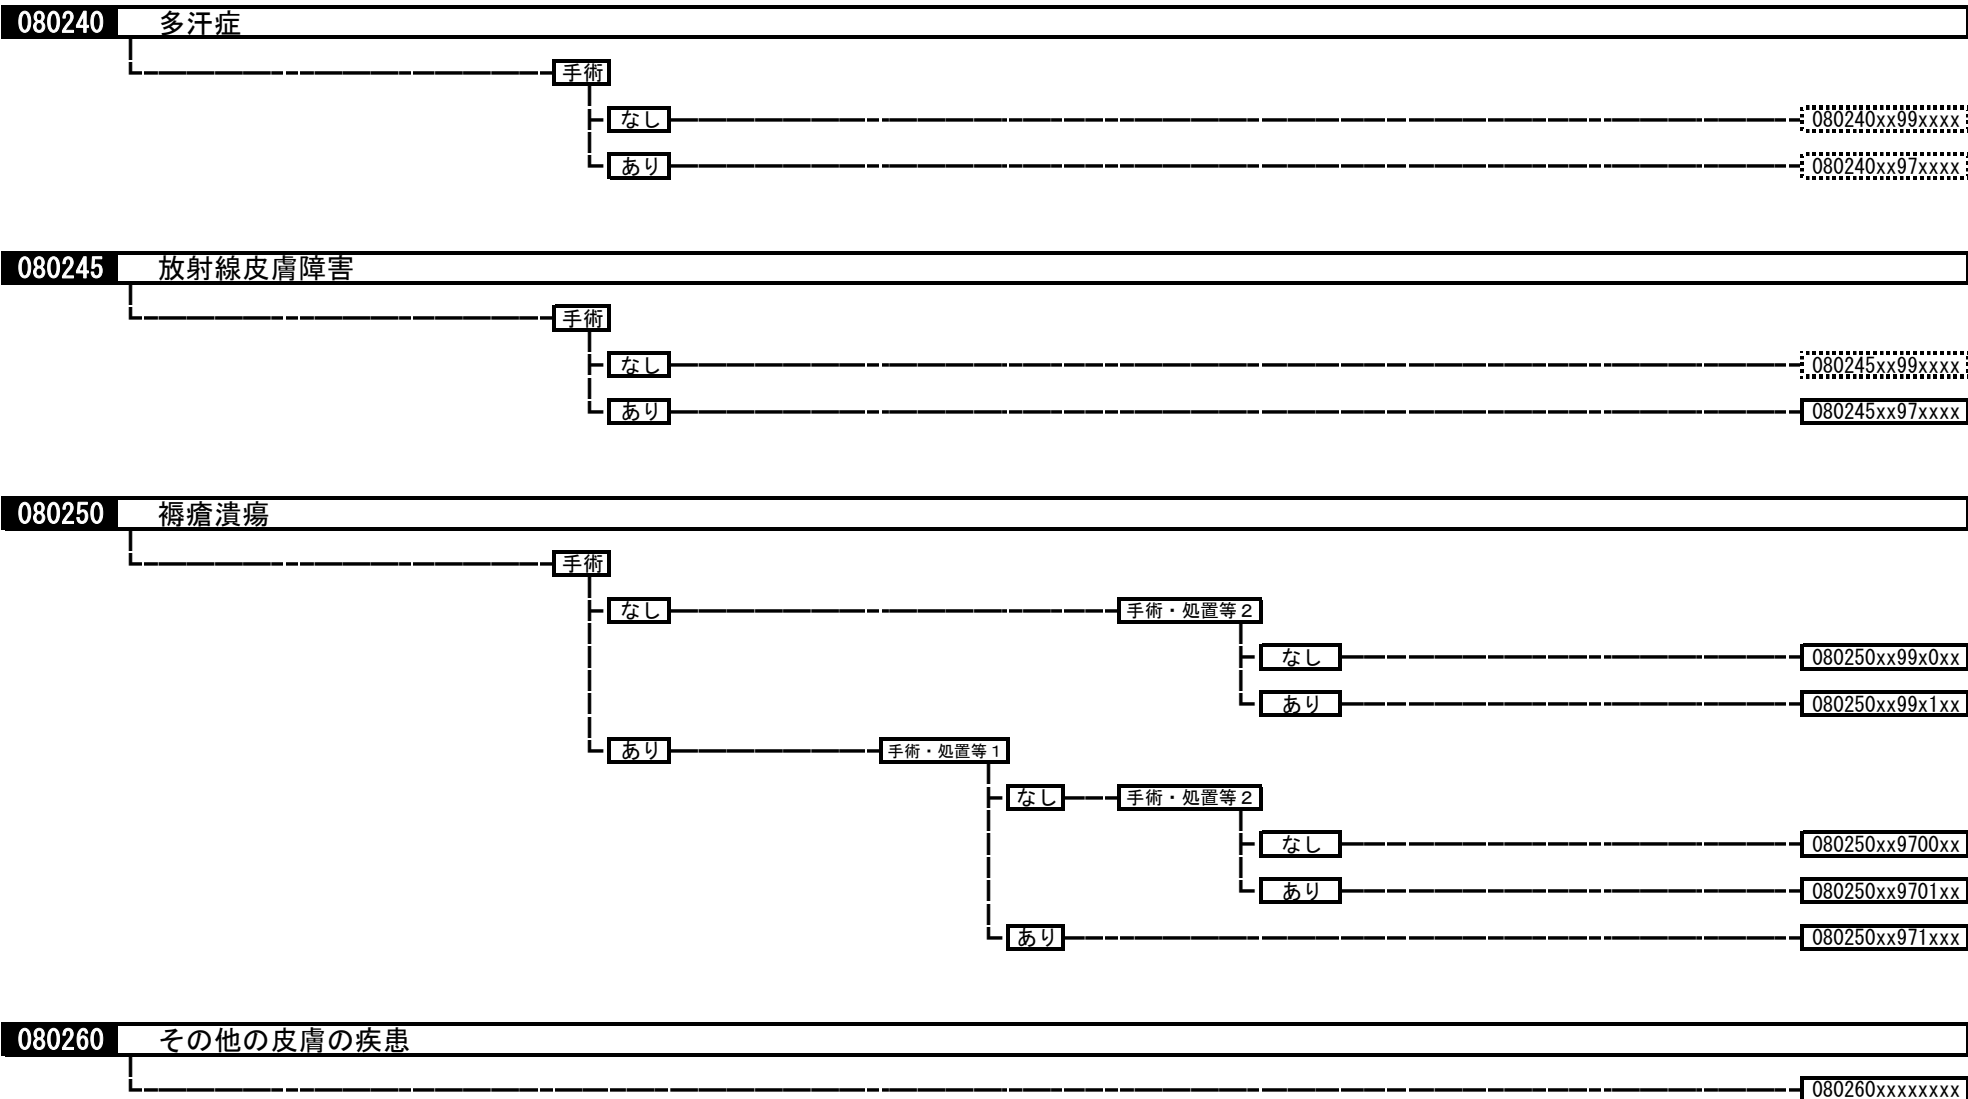 080240 多汗症
手術
なし 080240xx99xxxx
あり 080240xx97xxxx
080245 放射線皮膚障害
手術
なし 080245xx99xxxx
あり 080245xx97xxxx
080250 褥瘡潰瘍
手術
なし 手術・処置等２
なし 080250xx99x0xx
あり 080250xx99x1xx
あり 手術・処置等１
なし 手術・処置等２
なし 080250xx9700xx
あり 080250xx9701xx
あり 080250xx971xxx
080260 その他の皮膚の疾患
080260xxxxxxxx